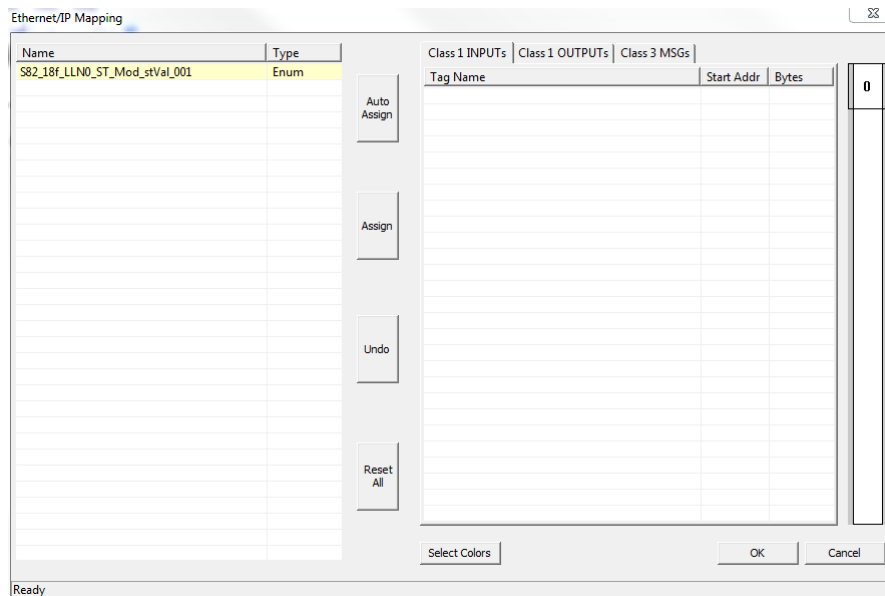 Ethernet/IP Mapping
Name Type
S82_18f_LLN0_ST_Mod_stVal_001 Enum
Auto
Assign
Assign
Undo
Reset
All
Class 1 INPUTs Class 1 OUTPUTs Class 3 MSGs
Tag Name Start Addr Bytes
0
Select Colors
OK
Cancel
Ready